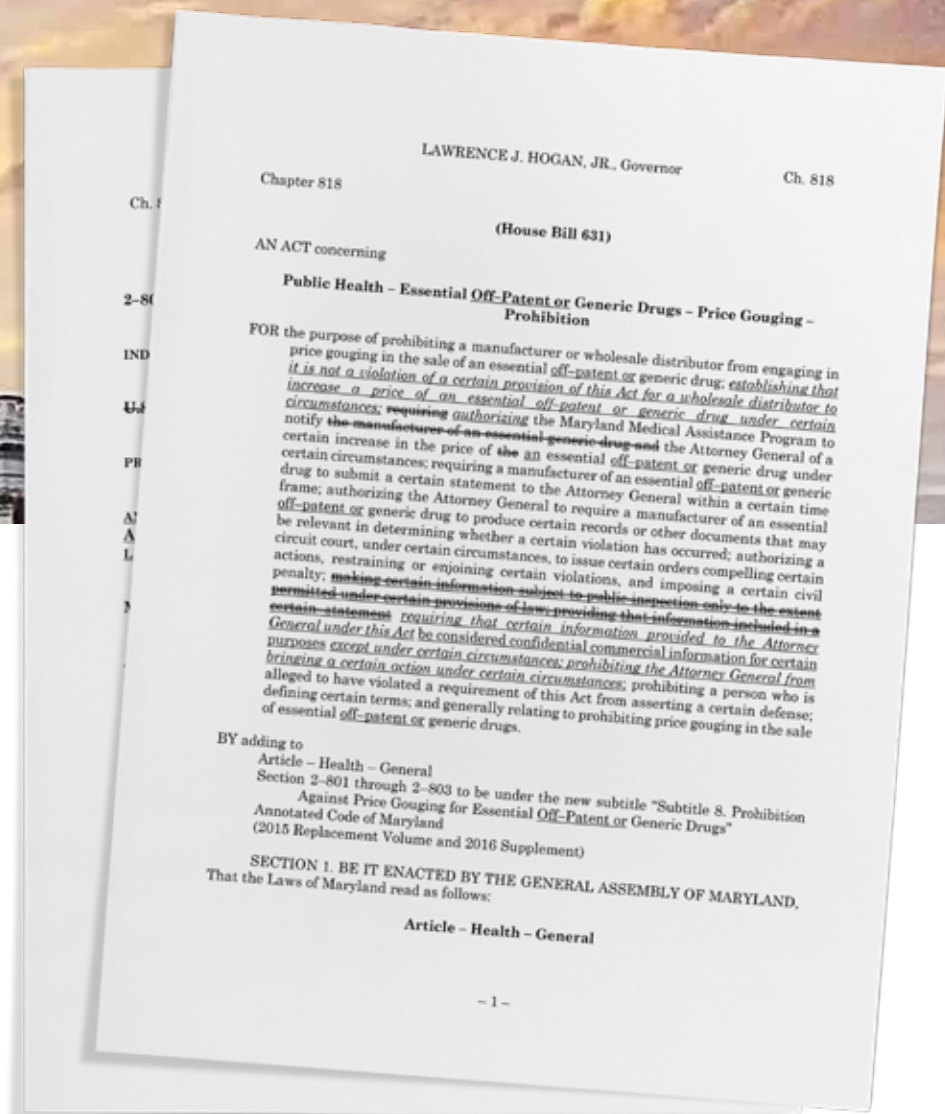 LAWRENCE J. HOGAN, JR., Governor
Ch. 818
Chapter 818
(House Bill 631)
AN ACT concerning
Public Health – Essential Off–Patent or Generic Drugs – Price Gouging –
Prohibition
FOR the purpose of prohibiting a manufacturer or wholesale distributor from engaging in
price gouging in the sale of an essential off–patent or generic drug; establishing that
it is not a violation of a certain provision of this Act for a wholesale distributor to
increase a price of an essential off–patent or generic drug under certain
circumstances; requiring authorizing the Maryland Medical Assistance Program to
notify the manufacturer of an essential generic drug and the Attorney General of a
certain increase in the price of the an essential off–patent or generic drug under
certain circumstances; requiring a manufacturer of an essential off–patent or generic
drug to submit a certain statement to the Attorney General within a certain time
frame; authorizing the Attorney General to require a manufacturer of an essential
off–patent or generic drug to produce certain records or other documents that may
be relevant in determining whether a certain violation has occurred; authorizing a
circuit court, under certain circumstances, to issue certain orders compelling certain
actions, restraining or enjoining certain violations, and imposing a certain civil
penalty; making certain information subject to public inspection only to the extent
permitted under certain provisions of law; providing that information included in a
certain statement requiring that certain information provided to the Attorney
General under this Act be considered confidential commercial information for certain
purposes except under certain circumstances; prohibiting the Attorney General from
bringing a certain action under certain circumstances; prohibiting a person who is
alleged to have violated a requirement of this Act from asserting a certain defense;
defining certain terms; and generally relating to prohibiting price gouging in the sale
of essential off–patent or generic drugs.
BY adding to
Article – Health – General
Section 2–801 through 2–803 to be under the new subtitle “Subtitle 8. Prohibition
Against Price Gouging for Essential Off–Patent or Generic Drugs”
Annotated Code of Maryland
(2015 Replacement Volume and 2016 Supplement)
SECTION 1. BE IT ENACTED BY THE GENERAL ASSEMBLY OF MARYLAND,
That the Laws of Maryland read as follows:
Article – Health – General
– 1 –
Ch.
IND